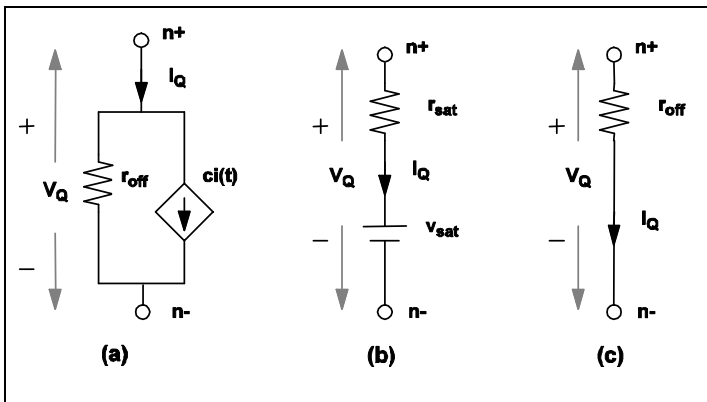 n+
I_Q
+
V_Q
r_off
ci(t)
−
n-
(a)
n+
r_sat
+
V_Q
I_Q
−
v_sat
n-
(b)
n+
r_off
+
V_Q
−
I_Q
n-
(c)